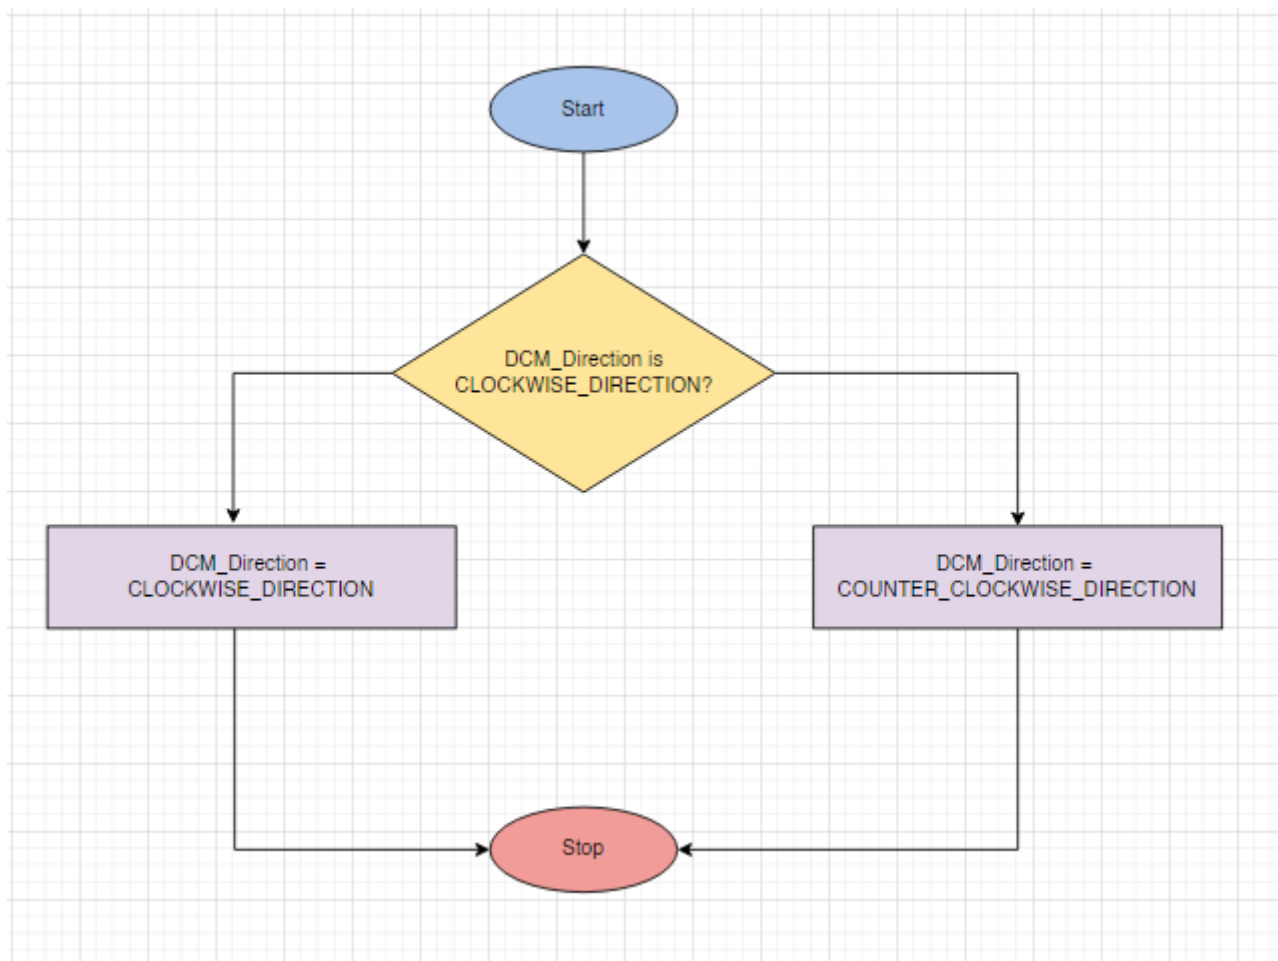 Start
DCM_Direction is
CLOCKWISE_DIRECTION?
DCM_Direction =
CLOCKWISE_DIRECTION
DCM_Direction =
COUNTER_CLOCKWISE_DIRECTION
Stop